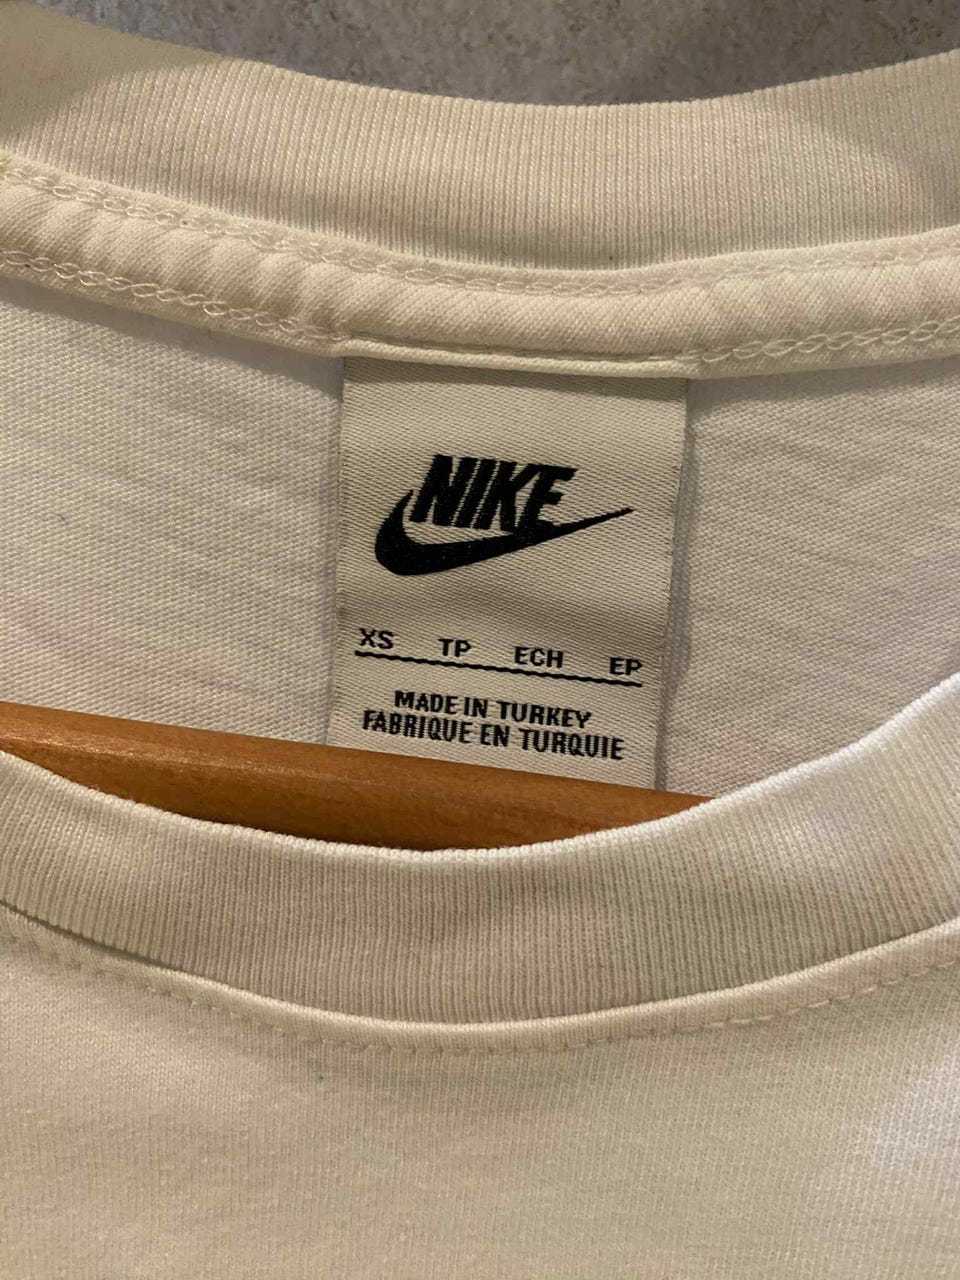 NIKE
XS TP ECH EP
MADE IN TURKEY
FABRIQUE EN TURQUIE